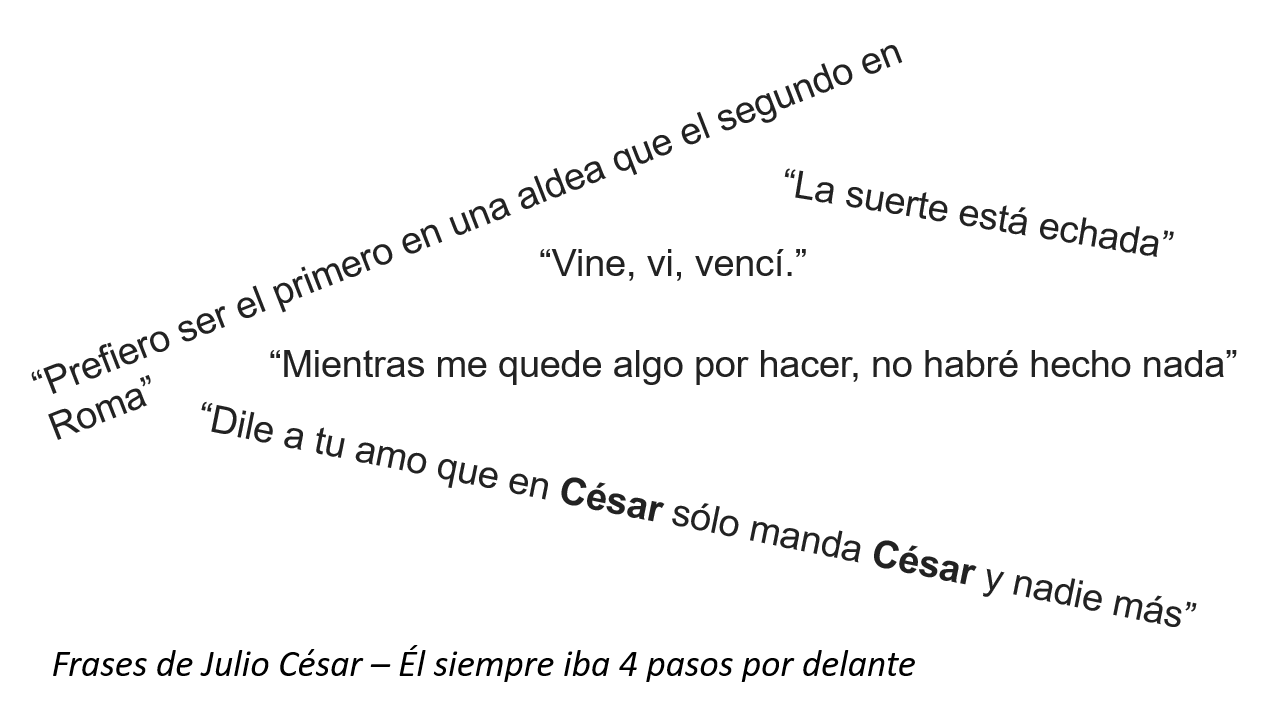 “Prefiero ser el primero en una aldea que el segundo en
Roma”
“La suerte está echada”
“Vine, vi, vencí.”
“Mientras me quede algo por hacer, no habré hecho nada”
“Dile a tu amo que en César sólo manda César y nadie más”
Frases de Julio César – Él siempre iba 4 pasos por delante